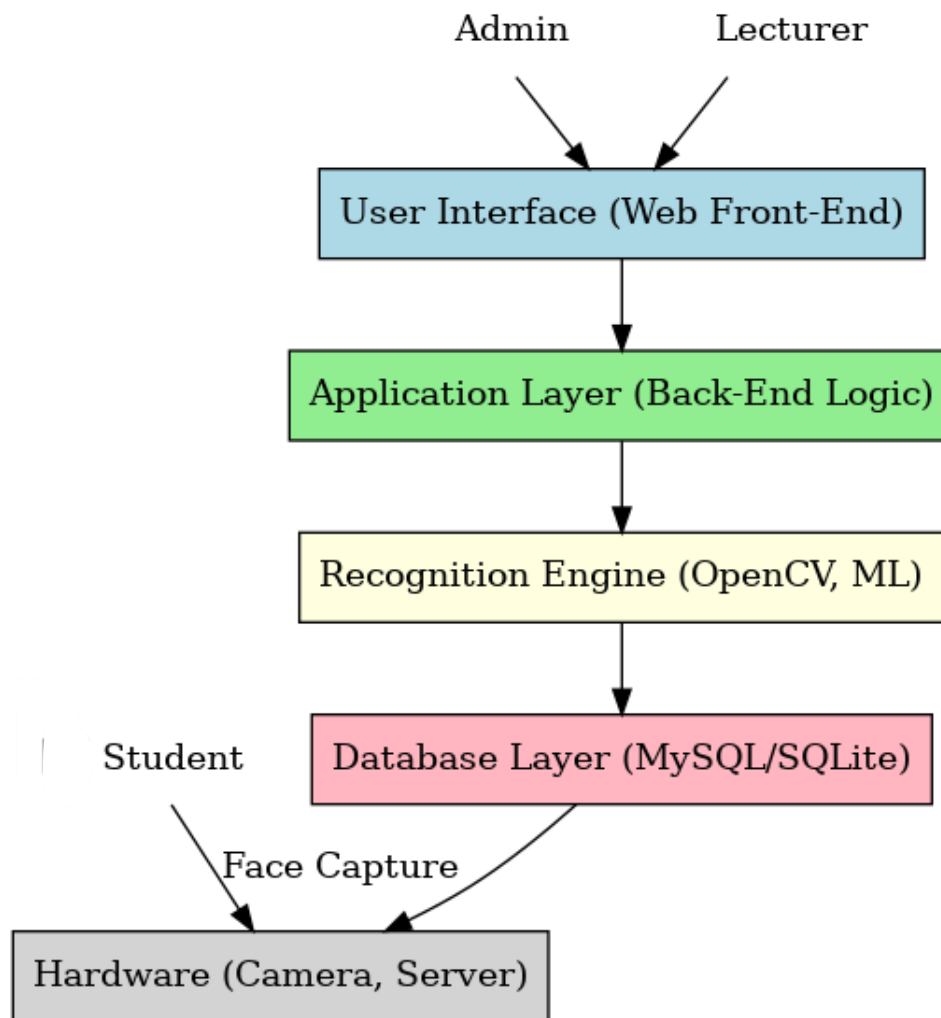 Admin
Lecturer
User Interface (Web Front-End)
Application Layer (Back-End Logic)
Recognition Engine (OpenCV, ML)
Student
Database Layer (MySQL/SQLite)
Face Capture
Hardware (Camera, Server)